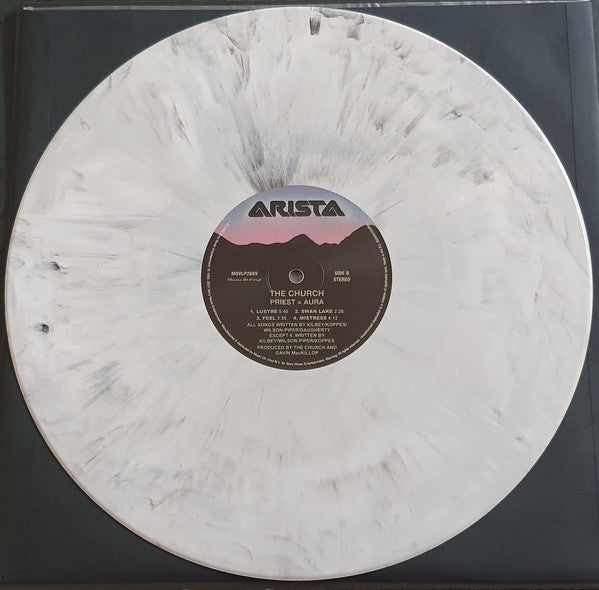 ARISTA
MOVLP2689 SIDE B
Music On Vinyl STEREO
THE CHURCH
PRIEST = AURA
1. LUSTRE 5:45 2. SWAN LAKE 2:26
3. FEEL 3:55 4. MISTRESS 4:12
ALL SONGS WRITTEN BY KILBEY/KOPPES/
WILSON-PIPER/DAUGHERTY
EXCEPT 4. WRITTEN BY
KILBEY/WILSON-PIPER/KOPPES
PRODUCED BY THE CHURCH AND
GAVIN MacKILLOP